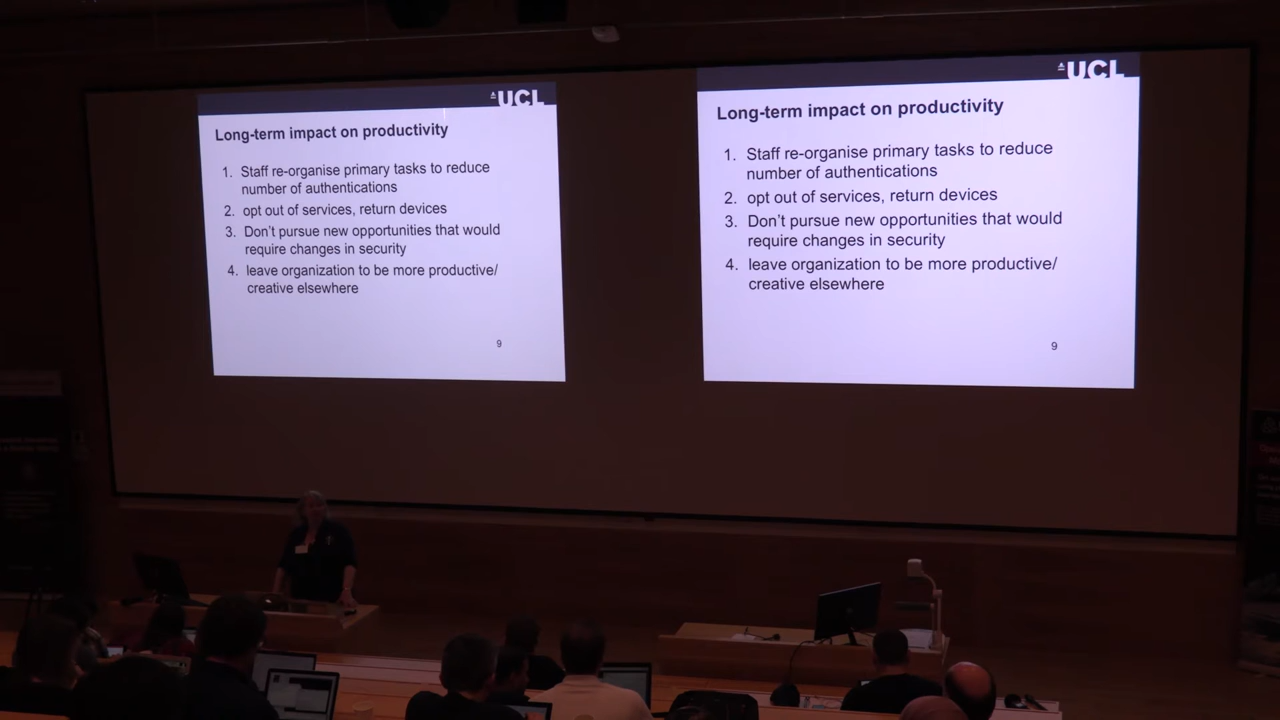 UCL
Long-term impact on productivity
1. Staff re-organise primary tasks to reduce
number of authentications
2. opt out of services, return devices
3. Don't pursue new opportunities that would
require changes in security
4. leave organization to be more productive/
creative elsewhere
9
UCL
Long-term impact on productivity
1. Staff re-organise primary tasks to reduce
number of authentications
2. opt out of services, return devices
3. Don't pursue new opportunities that would
require changes in security
4. leave organization to be more productive/
creative elsewhere
9